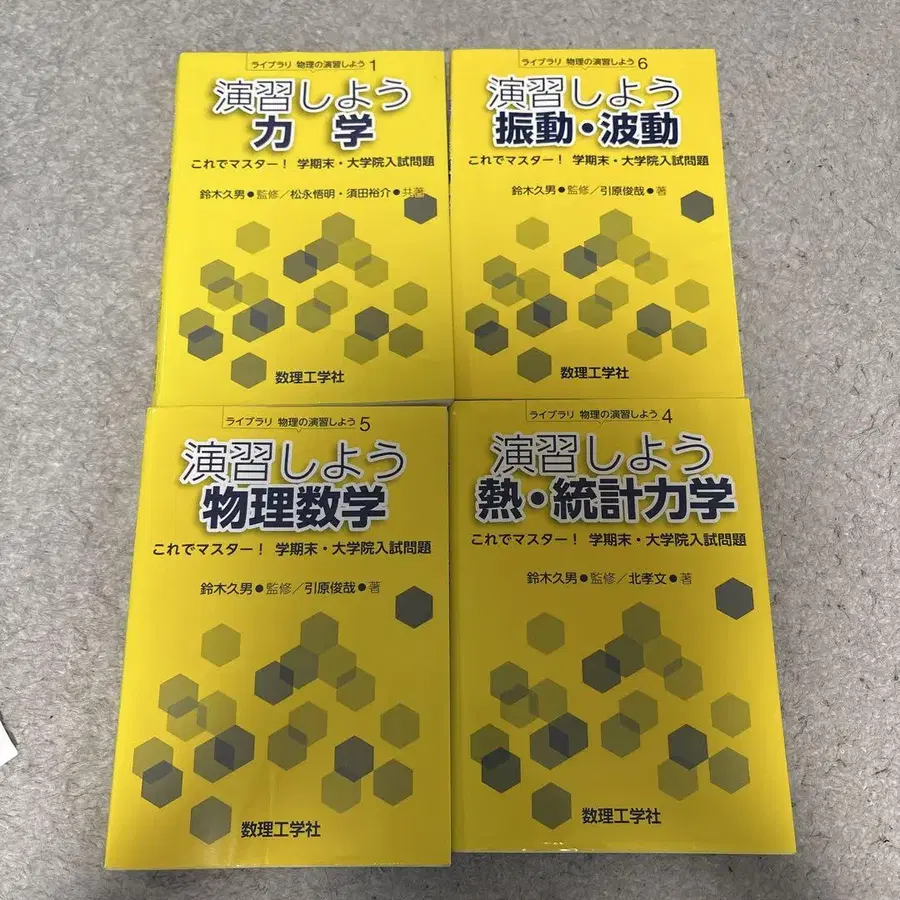 ライブラリ 物理の演習しよう 1
演習しよう
力 学
これでマスター! 学期末・大学院入試問題
鈴木久男●監修/松永悟明・須田裕介●共著
数理工学社
ライブラリ 物理の演習しよう 6
演習しよう
振動・波動
これでマスター! 学期末・大学院入試問題
鈴木久男●監修/引原俊哉●著
数理工学社
ライブラリ 物理の演習しよう 5
演習しよう
物理数学
これでマスター! 学期末・大学院入試問題
鈴木久男●監修/引原俊哉●著
数理工学社
ライブラリ 物理の演習しよう 4
演習しよう
熱・統計力学
これでマスター! 学期末・大学院入試問題
鈴木久男●監修/北孝文●著
数理工学社